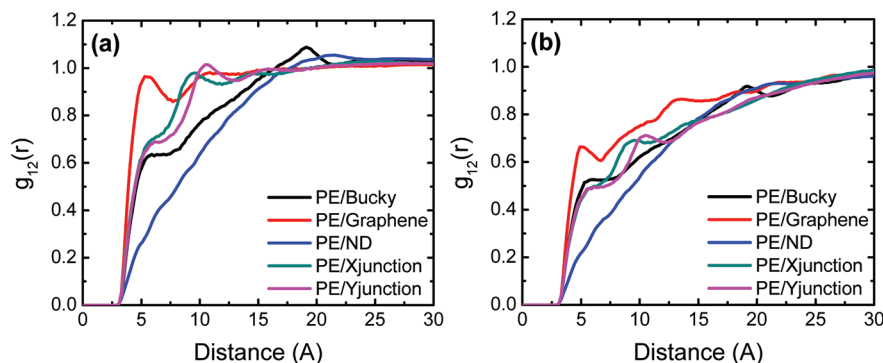 (a)
g12(r)
1.2
1.0
0.8
0.6
0.4
0.2
0.0
PE/Bucky
PE/Graphene
PE/ND
PE/Xjunction
PE/Yjunction
0 5 10 15 20 25 30
Distance (A)
(b)
g12(r)
1.2
1.0
0.8
0.6
0.4
0.2
0.0
PE/Bucky
PE/Graphene
PE/ND
PE/Xjunction
PE/Yjunction
0 5 10 15 20 25 30
Distance (A)